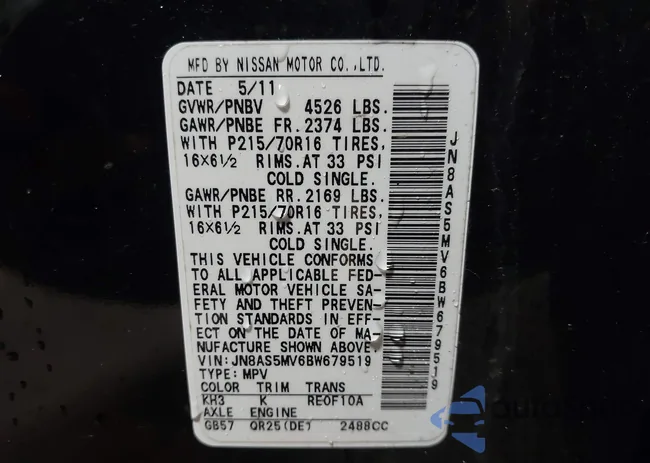 MFD BY NISSAN MOTOR CO.,LTD.
DATE 5/11
GVWR/PNBV 4526 LBS.
GAWR/PNBE FR. 2374 LBS.
WITH P215/70R16 TIRES,
16X6½ RIMS.AT 33 PSI
COLD SINGLE.
GAWR/PNBE RR. 2169 LBS.
WITH P215/70R16 TIRES,
16X6½ RIMS.AT 33 PSI
COLD SINGLE.
THIS VEHICLE CONFORMS
TO ALL APPLICABLE FED-
ERAL MOTOR VEHICLE SA-
FETY AND THEFT PREVEN-
TION STANDARDS IN EFF-
ECT ON THE DATE OF MA-
NUFACTURE SHOWN ABOVE.
VIN:JN8AS5MV6BW679519
TYPE: MPV
COLOR TRIM TRANS
KH3 K RE0F10A
AXLE ENGINE
GB57 QR25(DE) 2488CC
JN8AS5MV6BW679519